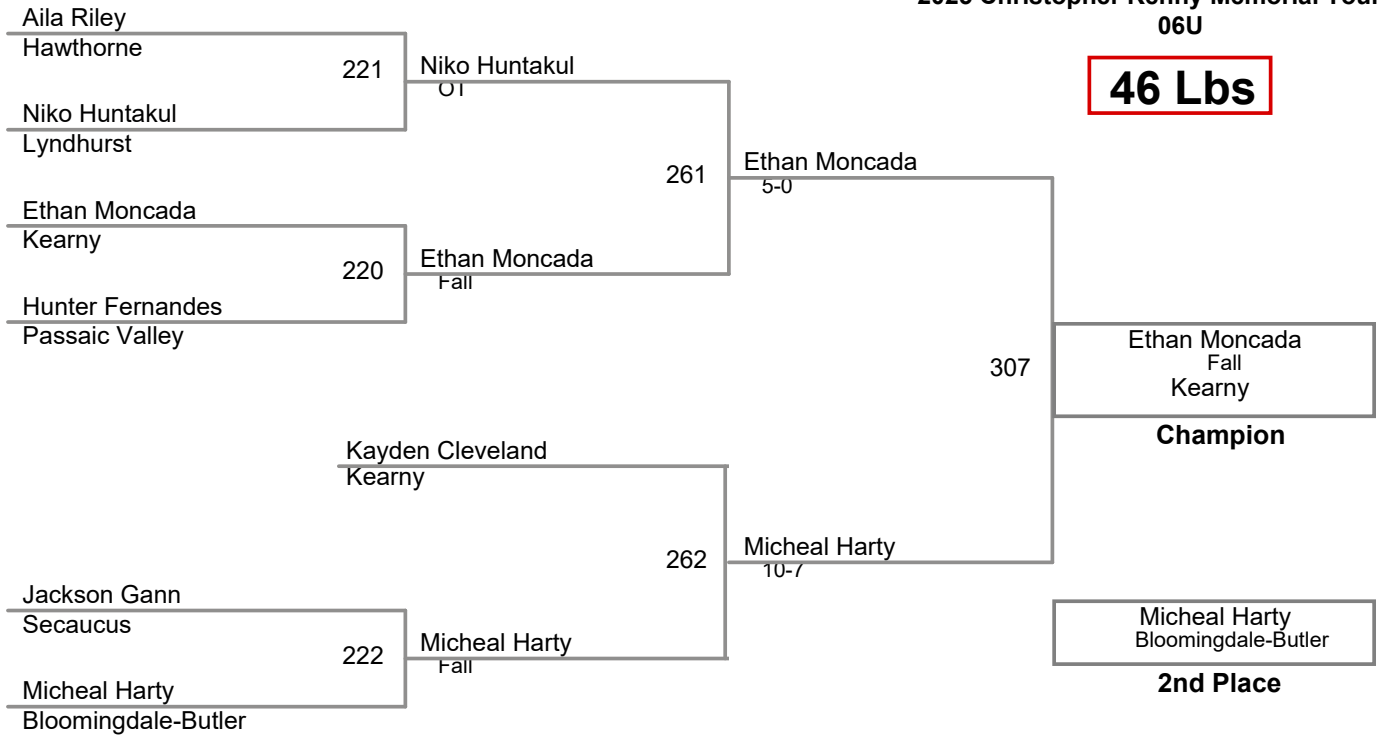 Aila Riley
Hawthorne
06U
221
Niko Huntakul
OT
46 Lbs
Niko Huntakul
Lyndhurst
261
Ethan Moncada
5-0
Ethan Moncada
Kearny
220
Ethan Moncada
Fall
Hunter Fernandes
Passaic Valley
307
Ethan Moncada
Fall
Kearny
Champion
Kayden Cleveland
Kearny
262
Micheal Harty
10-7
Jackson Gann
Secaucus
222
Micheal Harty
Fall
Micheal Harty
Bloomingdale-Butler
Micheal Harty
Bloomingdale-Butler
2nd Place